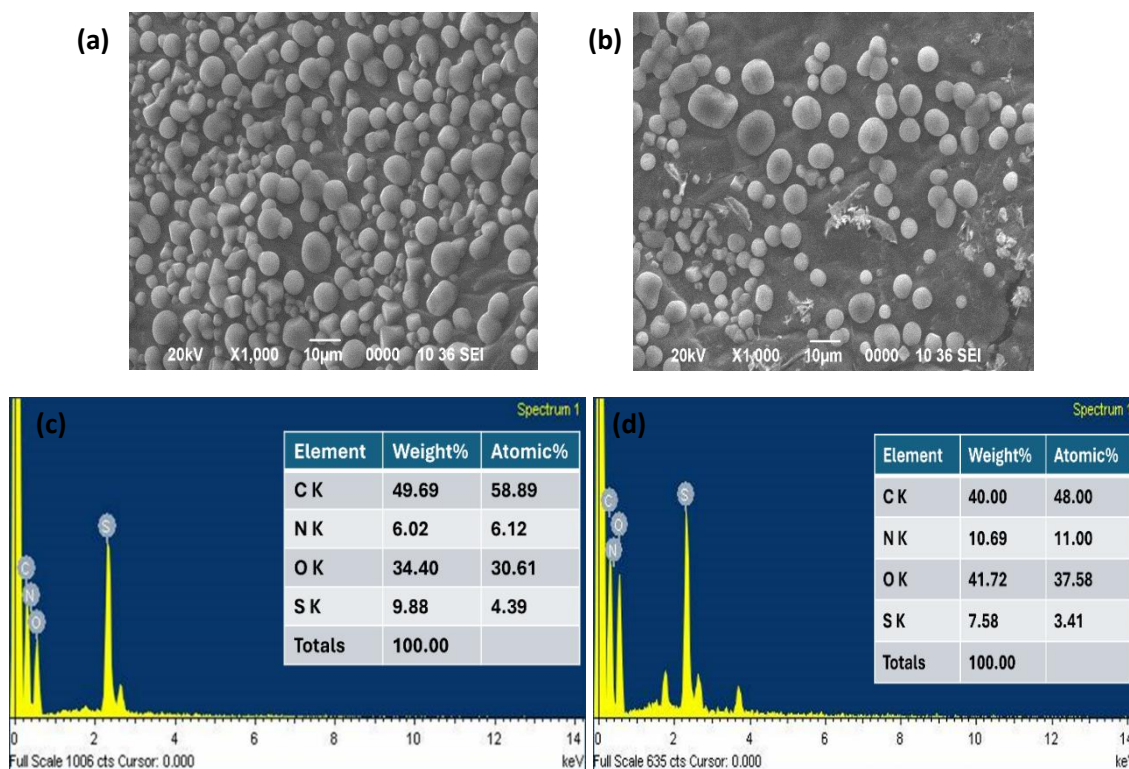 (a)
(b)
20kV X1,000 10µm 0000 10 36 SEI
20kV X1,000 10µm 0000 10 36 SEI
(c)
Spectrum 1
Element Weight% Atomic%
C K 49.69 58.89
N K 6.02 6.12
O K 34.40 30.61
S K 9.88 4.39
Totals 100.00
S
C
N
O
0 2 4 6 8 10 12 14
Full Scale 1006 cts Cursor: 0.000 keV
(d)
Spectrum 1
Element Weight% Atomic%
C K 40.00 48.00
N K 10.69 11.00
O K 41.72 37.58
S K 7.58 3.41
Totals 100.00
S
C
O
N
0 2 4 6 8 10 12 14
Full Scale 635 cts Cursor: 0.000 keV